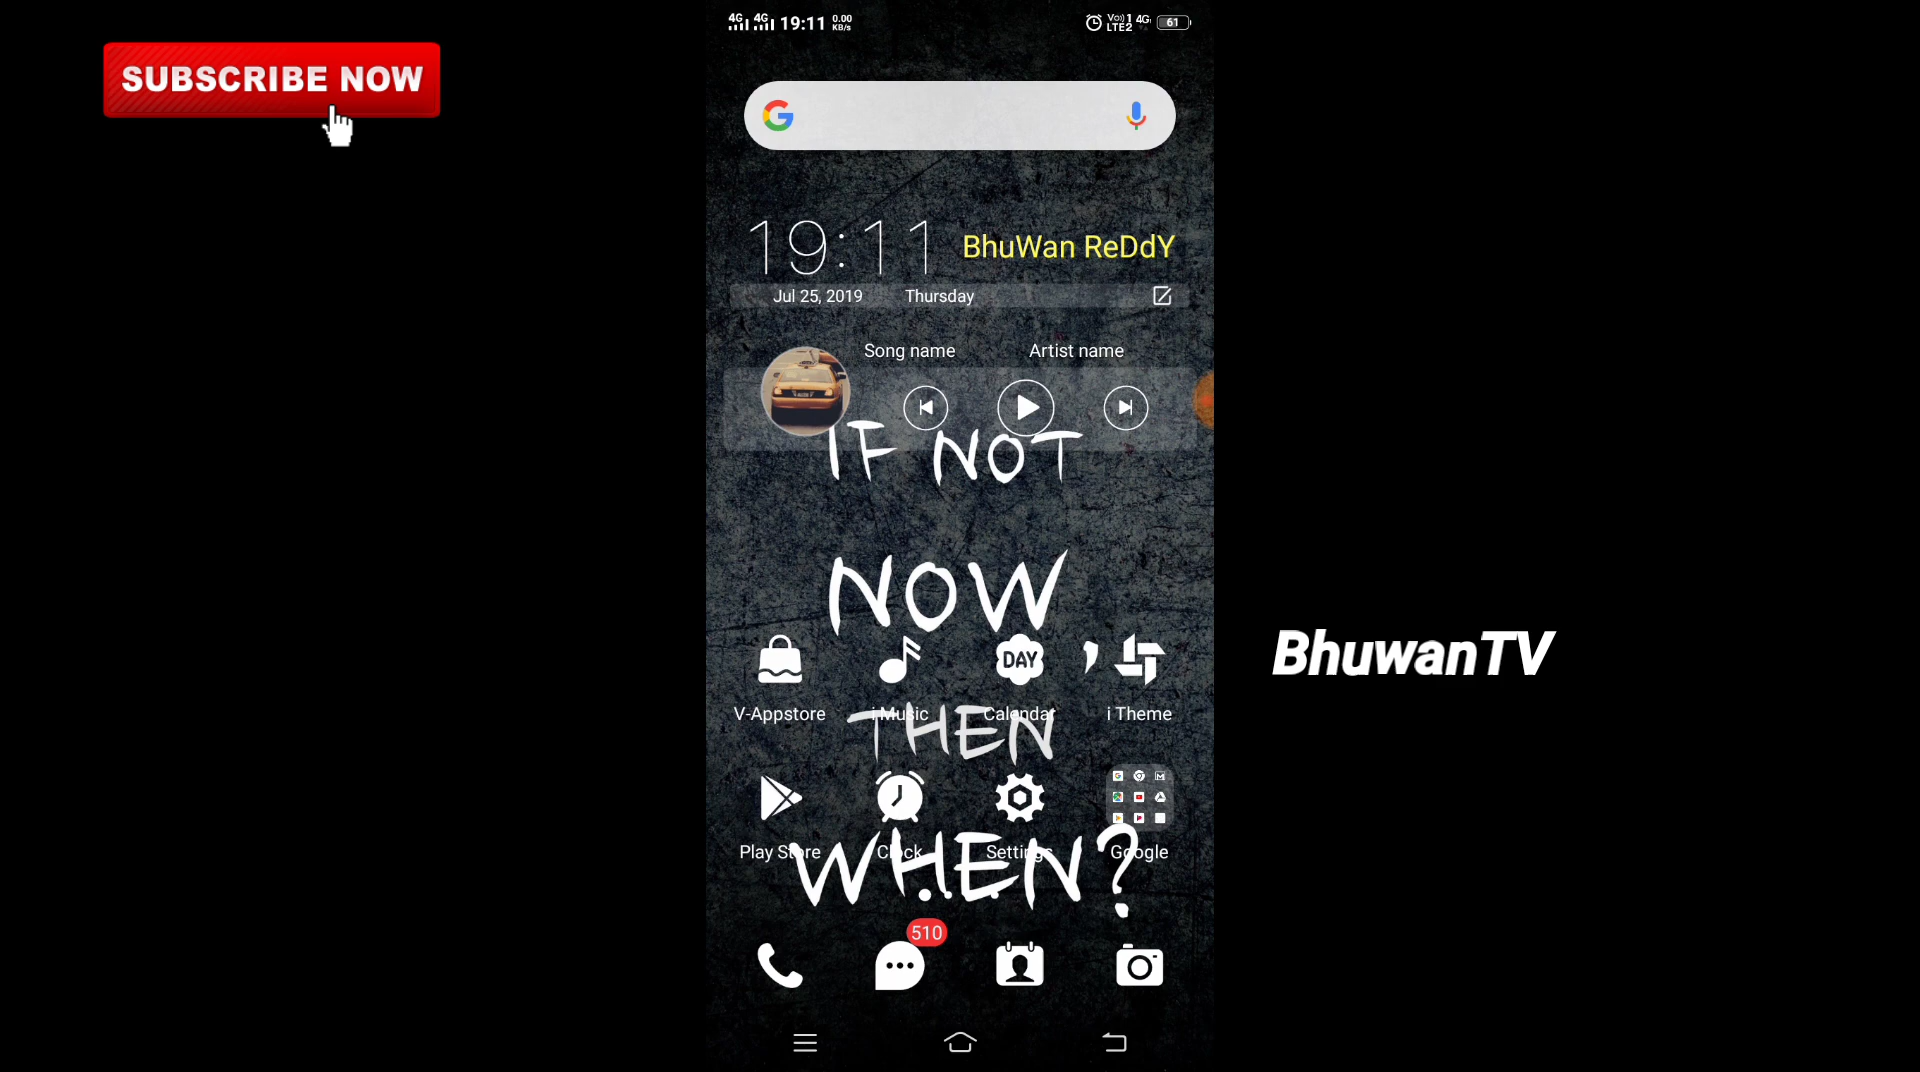 4G 4G 19:11 0.00 KB/s
Vo) 1 4G LTE2 61
SUBSCRIBE NOW
19:11 BhuWan ReDdY
Jul 25, 2019 Thursday
Song name Artist name
IF NOT
NOW
DAY
BhuwanTV
V-Appstore i Music Calendar i Theme
THEN
Play Store Clock Settings Google
WHEN?
510